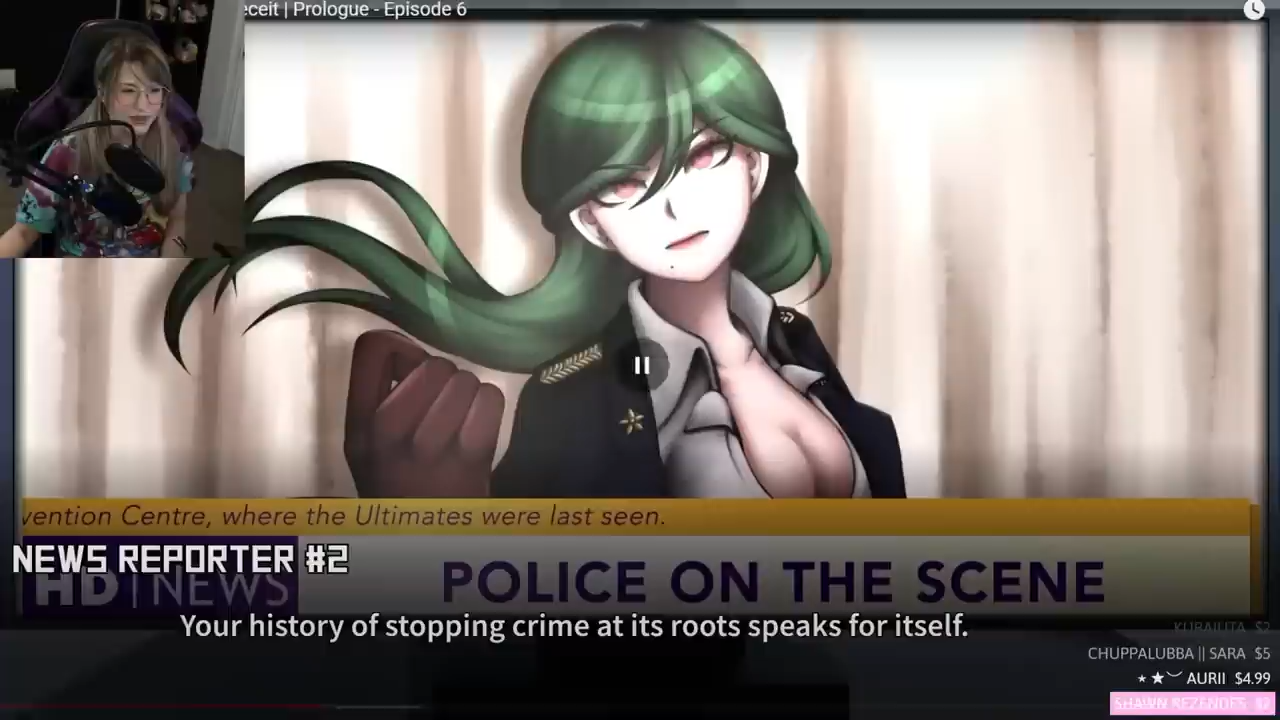 ceit | Prologue - Episode 6
vention Centre, where the Ultimates were last seen.
NEWS REPORTER #2
HD|NEWS
POLICE ON THE SCENE
Your history of stopping crime at its roots speaks for itself.
CHUPPALUBBA || SARA $5
AURII $4.99
SHAWN REZENDES $2